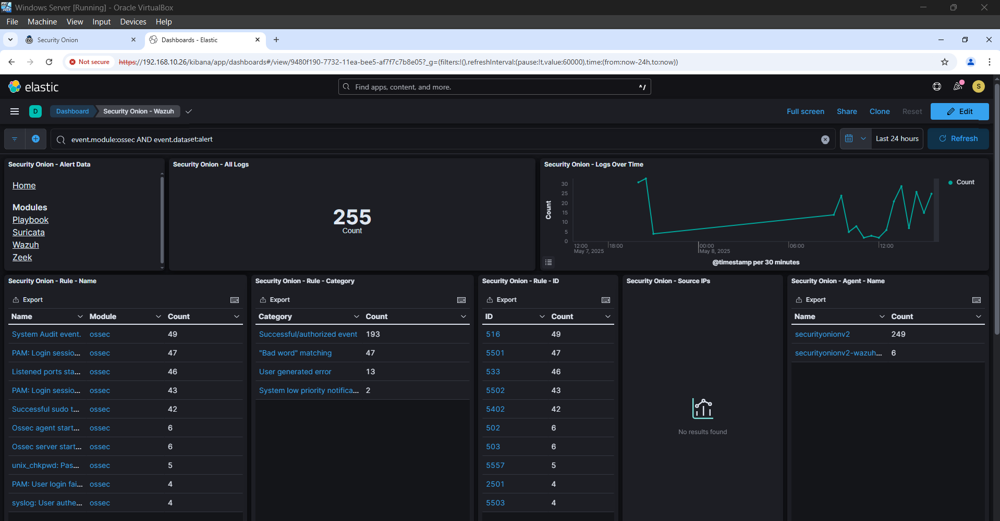 Windows Server [Running] - Oracle VirtualBox
File Machine View Input Devices Help
Security Onion
Dashboards - Elastic
Not secure https://192.168.10.26/kibana/app/dashboards#/view/9480f190-7732-11ea-bee5-af7f7c7b8e05?_g=(filters:!(),refreshInterval:(pause:!t,value:60000),time:(from:now-24h,to:now))
elastic
Find apps, content, and more.
^/
S
D
Dashboard
Security Onion - Wazuh
Full screen Share Clone Reset Edit
event.module:ossec AND event.dataset:alert
Last 24 hours
Refresh
Security Onion - Alert Data
Home
Modules
Playbook
Suricata
Wazuh
Zeek
Security Onion - All Logs
255
Count
Security Onion - Logs Over Time
Count
30
25
20
15
10
5
0
12:00
May 7, 2025
18:00
00:00
May 8, 2025
06:00
12:00
@timestamp per 30 minutes
Count
Security Onion - Rule - Name
Export
Name Module Count
System Audit event. ossec 49
PAM: Login sessio... ossec 47
Listened ports sta... ossec 46
PAM: Login sessio... ossec 43
Successful sudo t... ossec 42
Ossec agent start... ossec 6
Ossec server start... ossec 6
unix_chkpwd: Pas... ossec 5
PAM: User login fai... ossec 4
syslog: User authe... ossec 4
Security Onion - Rule - Category
Export
Category Count
Successful/authorized event 193
"Bad word" matching 47
User generated error 13
System low priority notifica... 2
Security Onion - Rule - ID
Export
ID Count
516 49
5501 47
533 46
5502 43
5402 42
502 6
503 6
5557 5
2501 4
5503 4
Security Onion - Source IPs
No results found
Security Onion - Agent - Name
Export
Name Count
securityonionv2 249
securityonionv2-wazuh... 6